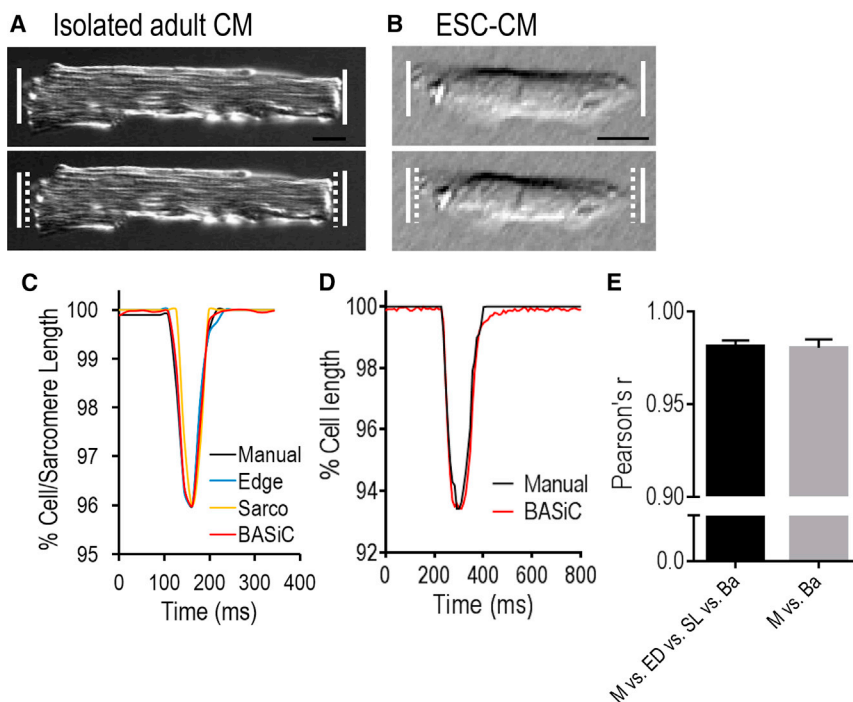 A Isolated adult CM
B ESC-CM
C
% Cell/Sarcomere Length
100
99
98
97
96
95
Manual
Edge
Sarco
BASiC
0 200 400
Time (ms)
D
% Cell length
100
98
96
94
92
Manual
BASiC
0 200 400 600 800
Time (ms)
E
Pearson's r
1.00
0.95
0.90
0.0
M vs. ED vs. SL vs. Ba
M vs. Ba